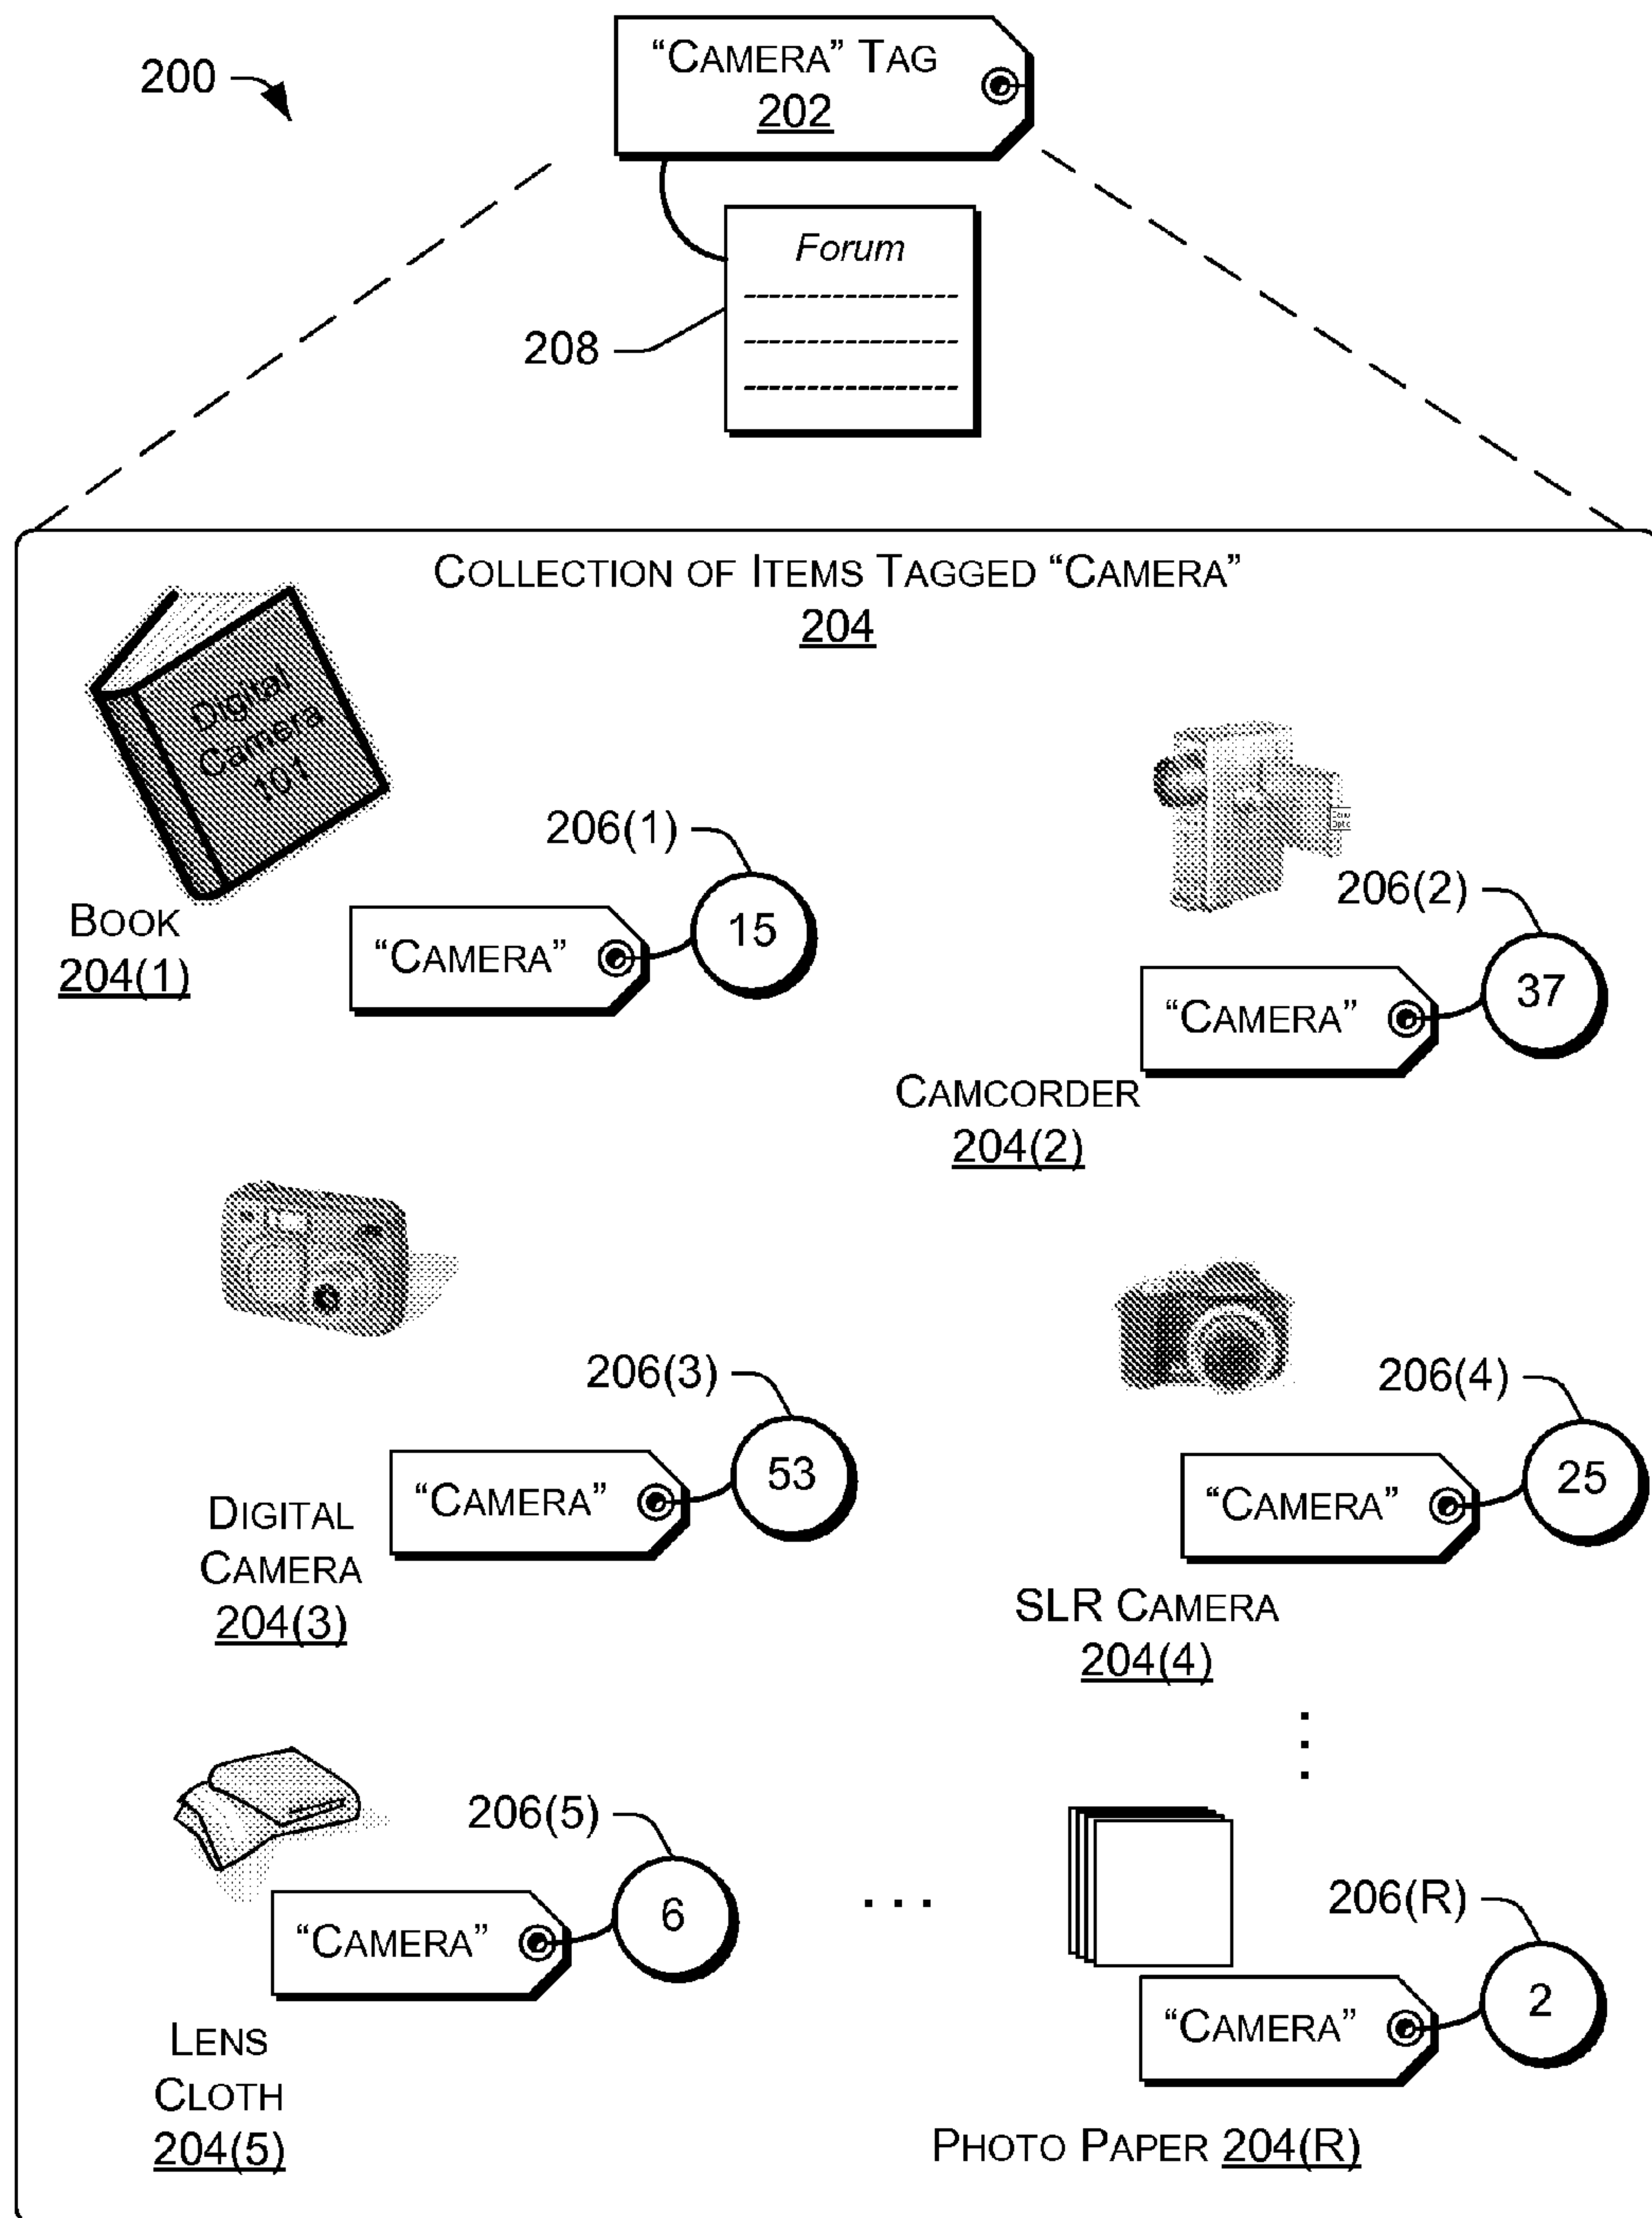 200
“CAMERA” TAG
202
Forum
208
COLLECTION OF ITEMS TAGGED “CAMERA”
204
Digital
Camera
101
BOOK
204(1)
206(1)
“CAMERA”
15
206(2)
“CAMERA”
37
CAMCORDER
204(2)
206(3)
“CAMERA”
53
DIGITAL
CAMERA
204(3)
206(4)
“CAMERA”
25
SLR CAMERA
204(4)
206(5)
“CAMERA”
6
LENS
CLOTH
204(5)
. . .
206(R)
“CAMERA”
2
PHOTO PAPER 204(R)